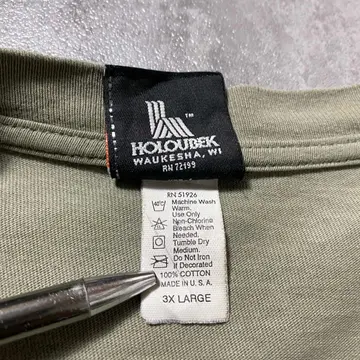 TM
HOLOUBEK
WAUKESHA, WI
RN 72199
RN 51926
Machine Wash
Warm.
Use Only
Non-Chlorine
Bleach When
Needed.
Tumble Dry
Medium.
Do Not Iron
If Decorated
100% COTTON
MADE IN U.S.A.
3X LARGE